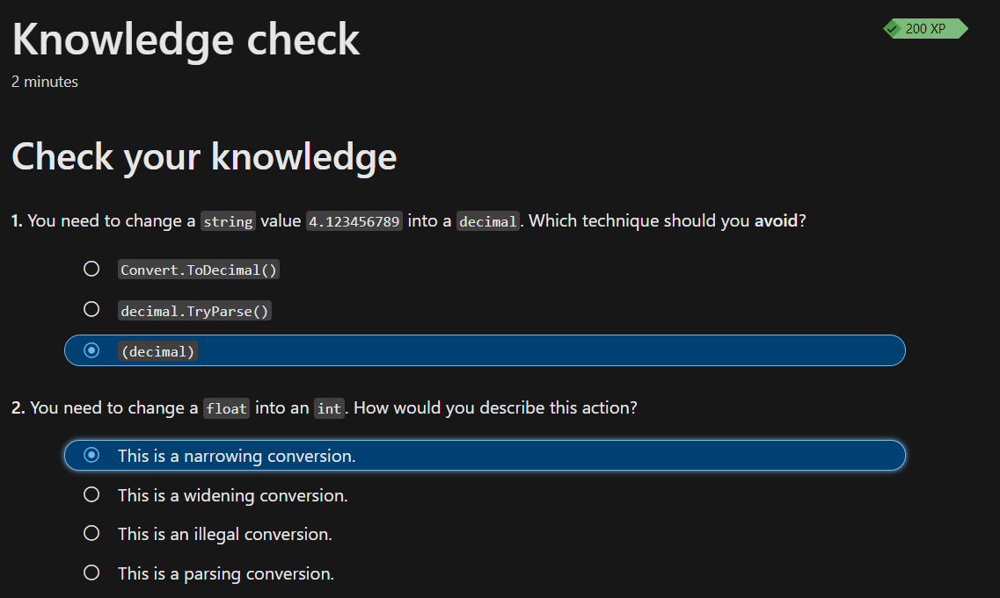 Knowledge check
200 XP
2 minutes
Check your knowledge
1. You need to change a string value 4.123456789 into a decimal. Which technique should you avoid?
Convert.ToDecimal()
decimal.TryParse()
(decimal)
2. You need to change a float into an int. How would you describe this action?
This is a narrowing conversion.
This is a widening conversion.
This is an illegal conversion.
This is a parsing conversion.